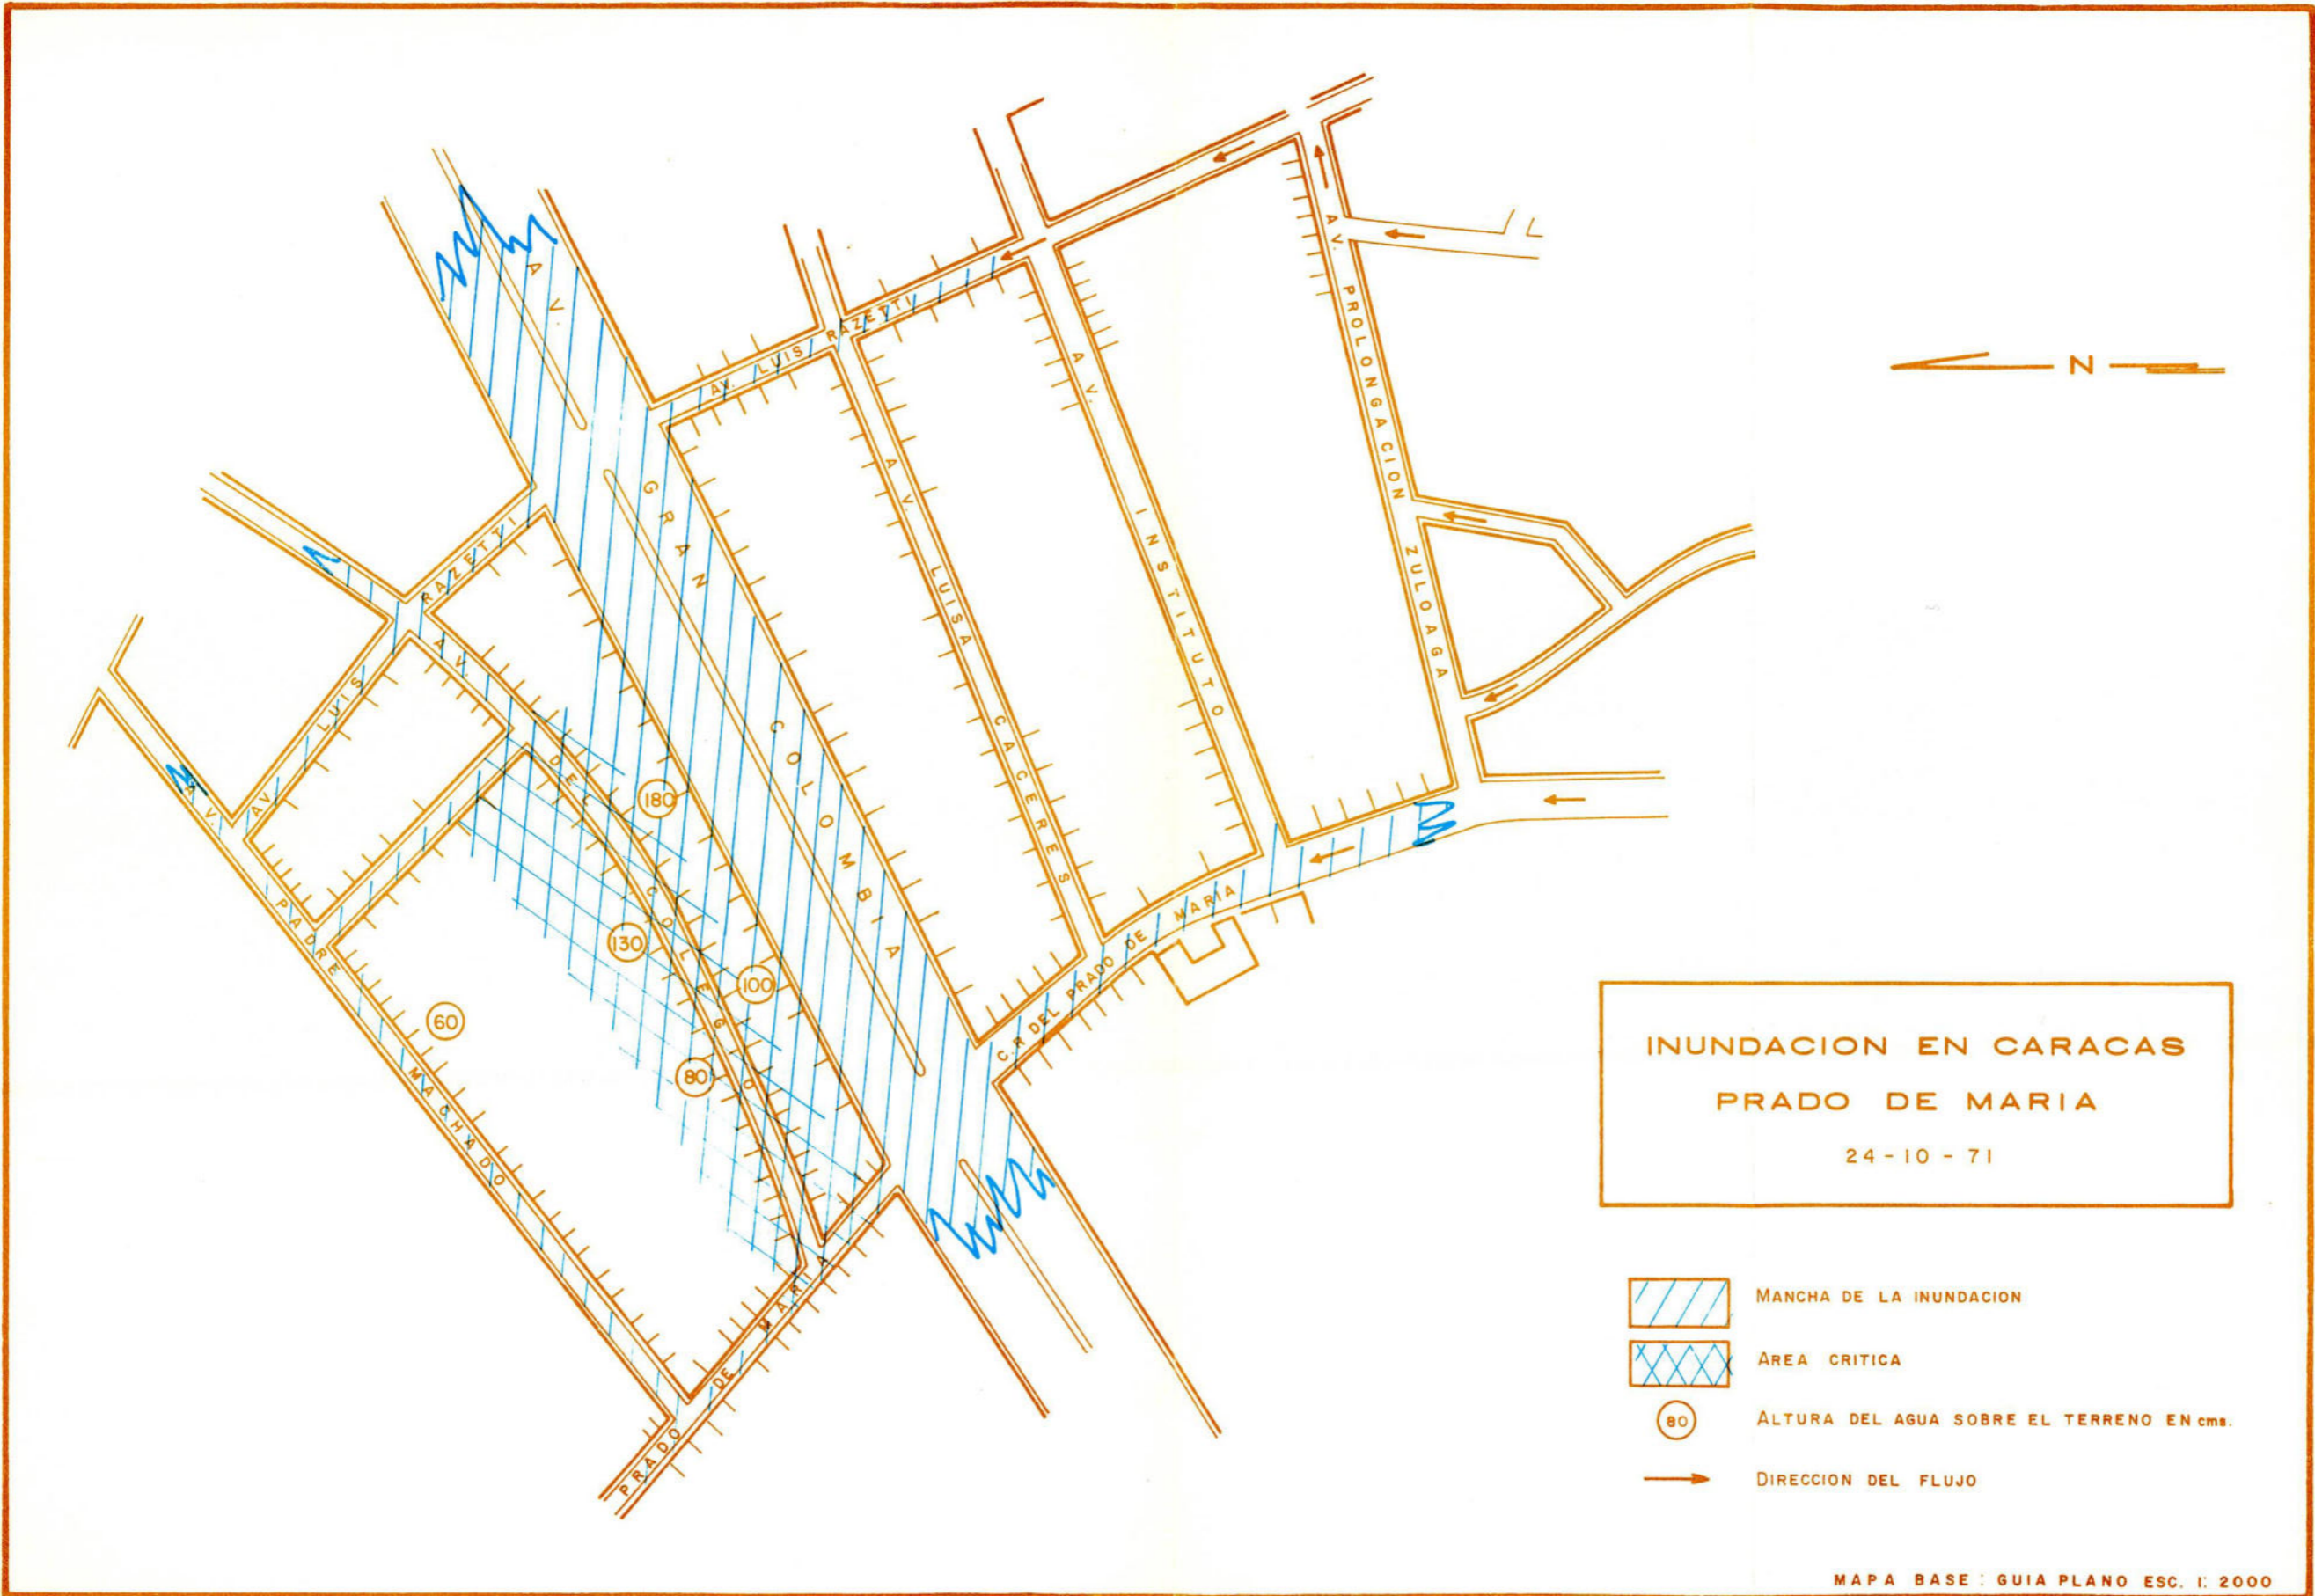 AV. GRAN COLOMBIA
AV. LUIS RAZETTI
AV. LUISA CACERES
AV. INSTITUTO
AV. PROLONGACION ZULOAGA
N
AV. LUIS RAZETTI
AV. DEL COLEGIO
AV. PADRE MACHADO
C.R DEL PRADO DE MARIA
PRADO DE MARIA
180
130
100
80
60
INUNDACION EN CARACAS
PRADO DE MARIA
24-10-71
MANCHA DE LA INUNDACION
AREA CRITICA
80
ALTURA DEL AGUA SOBRE EL TERRENO EN cms.
DIRECCION DEL FLUJO
MAPA BASE : GUIA PLANO ESC. 1: 2000